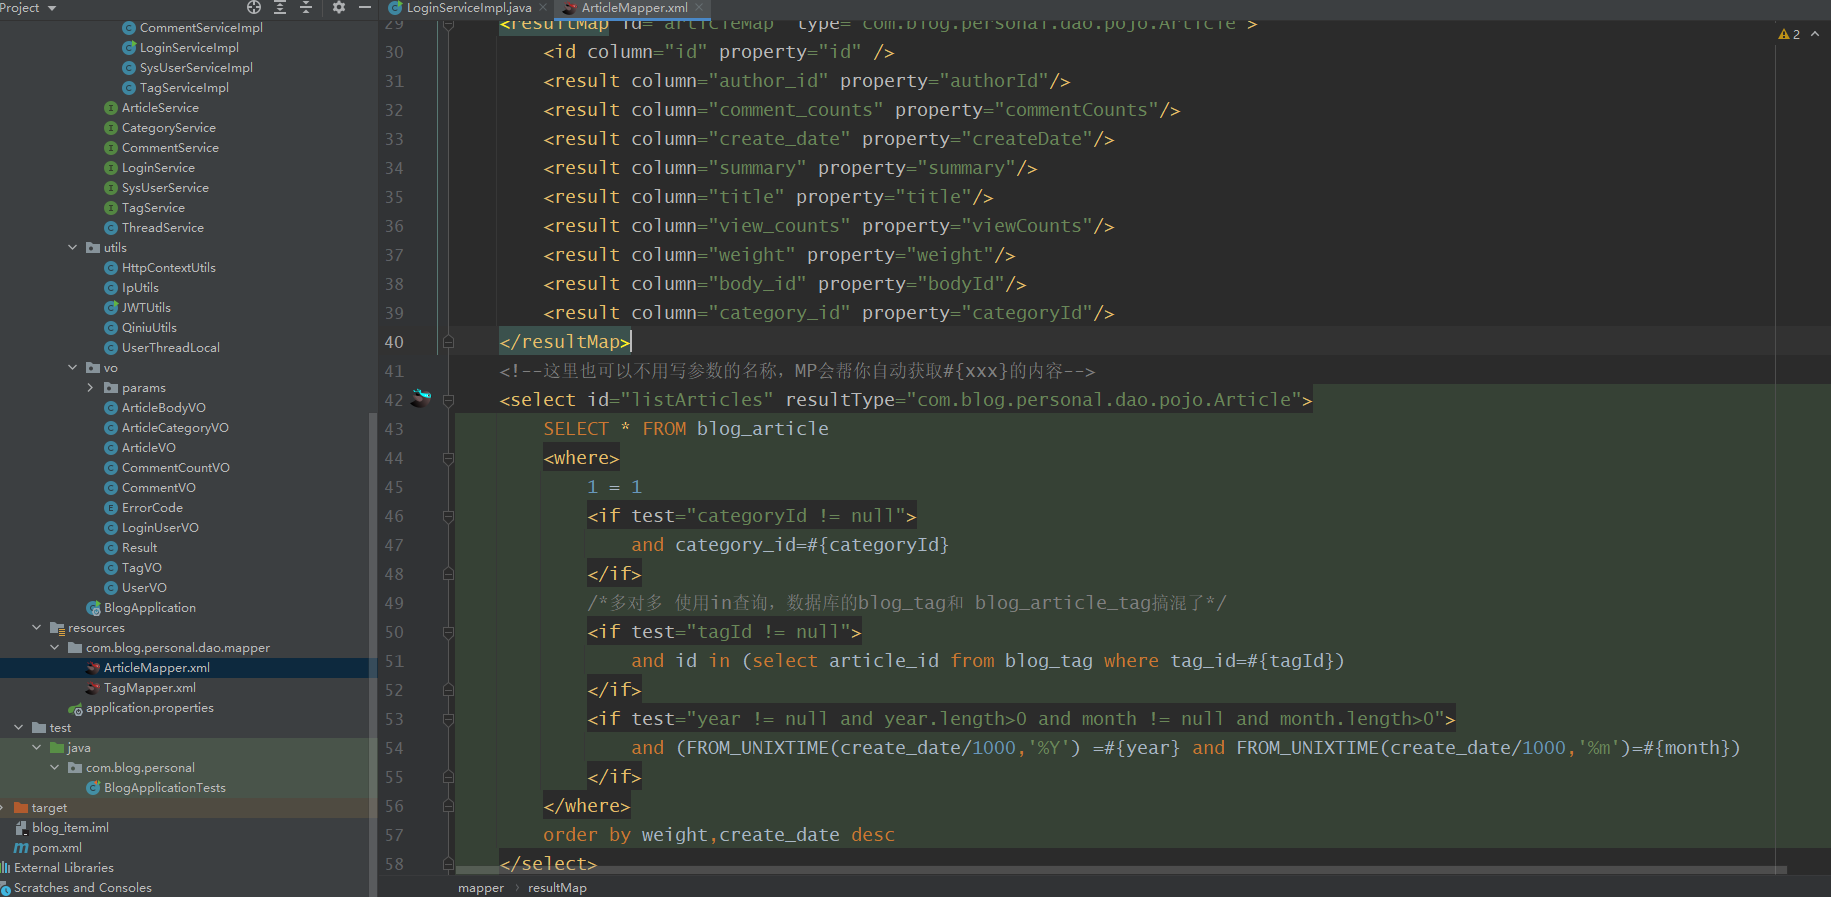 Project
LoginServiceImpl.java
ArticleMapper.xml
2
CommentServiceImpl
LoginServiceImpl
SysUserServiceImpl
TagServiceImpl
ArticleService
CategoryService
CommentService
LoginService
SysUserService
TagService
ThreadService
utils
HttpContextUtils
IpUtils
JWTUtils
QiniuUtils
UserThreadLocal
vo
params
ArticleBodyVO
ArticleCategoryVO
ArticleVO
CommentCountVO
CommentVO
ErrorCode
LoginUserVO
Result
TagVO
UserVO
BlogApplication
resources
com.blog.personal.dao.mapper
ArticleMapper.xml
TagMapper.xml
application.properties
test
java
com.blog.personal
BlogApplicationTests
target
blog_item.iml
pom.xml
External Libraries
Scratches and Consoles
29 <resultMap id="articleMap" type="com.blog.personal.dao.pojo.Article">
30 <id column="id" property="id" />
31 <result column="author_id" property="authorId"/>
32 <result column="comment_counts" property="commentCounts"/>
33 <result column="create_date" property="createDate"/>
34 <result column="summary" property="summary"/>
35 <result column="title" property="title"/>
36 <result column="view_counts" property="viewCounts"/>
37 <result column="weight" property="weight"/>
38 <result column="body_id" property="bodyId"/>
39 <result column="category_id" property="categoryId"/>
40 </resultMap>
41 <!--这里也可以不用写参数的名称，MP会帮你自动获取#{xxx}的内容-->
42 <select id="listArticles" resultType="com.blog.personal.dao.pojo.Article">
43 SELECT * FROM blog_article
44 <where>
45 1 = 1
46 <if test="categoryId != null">
47 and category_id=#{categoryId}
48 </if>
49 /*多对多 使用in查询，数据库的blog_tag和 blog_article_tag搞混了*/
50 <if test="tagId != null">
51 and id in (select article_id from blog_tag where tag_id=#{tagId})
52 </if>
53 <if test="year != null and year.length>0 and month != null and month.length>0">
54 and (FROM_UNIXTIME(create_date/1000,'%Y') =#{year} and FROM_UNIXTIME(create_date/1000,'%m')=#{month})
55 </if>
56 </where>
57 order by weight,create_date desc
58 </select>
mapper › resultMap